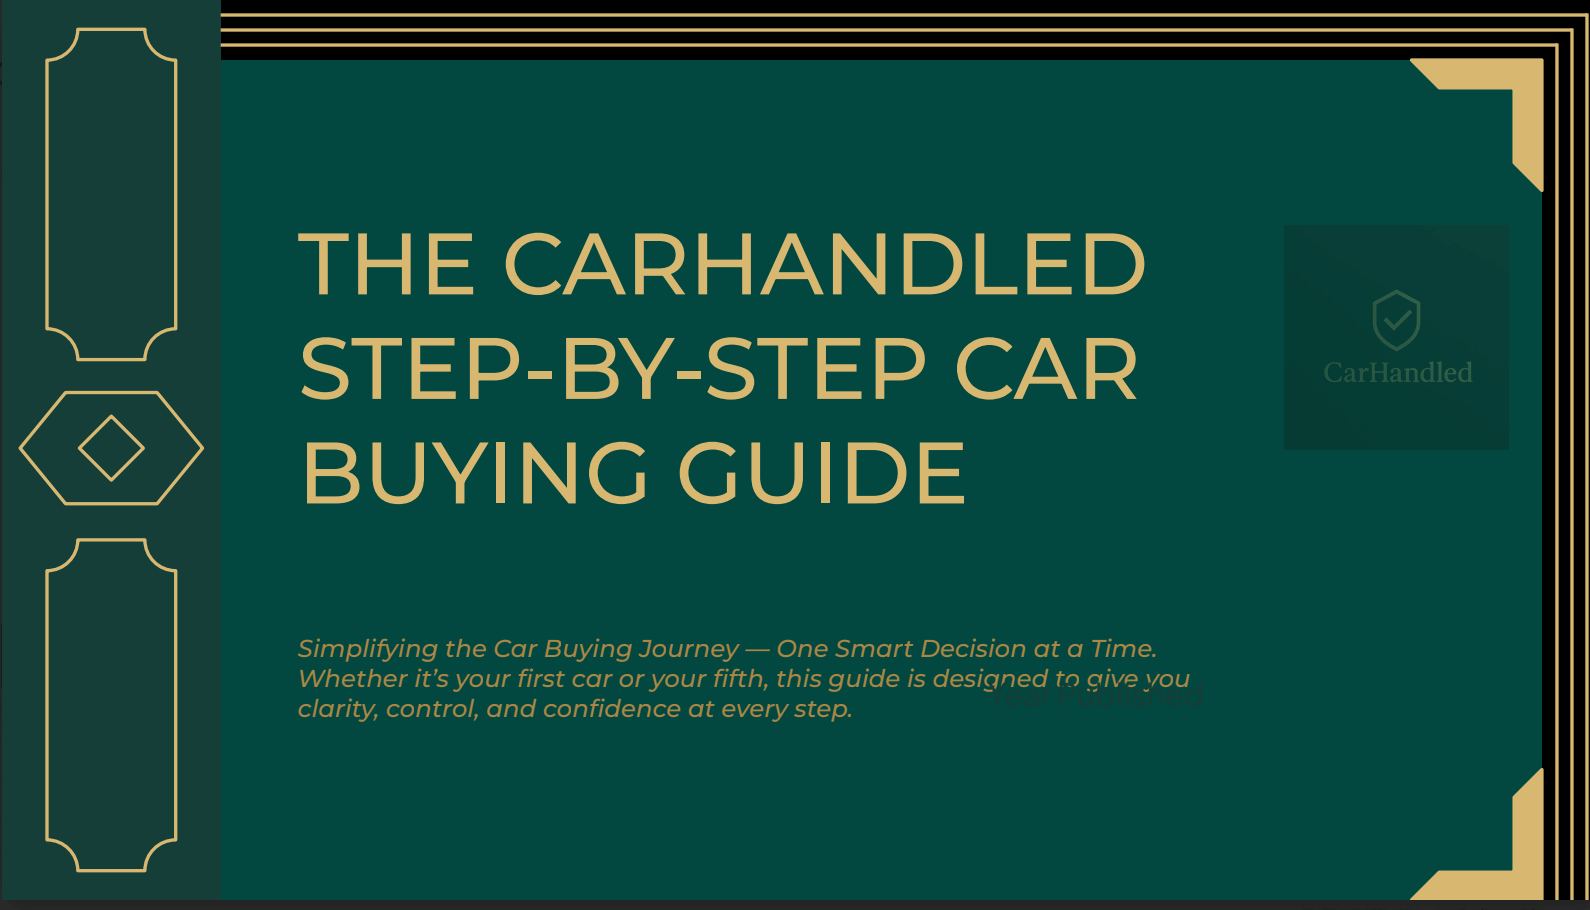 THE CARHANDLED
STEP-BY-STEP CAR
BUYING GUIDE
CarHandled
Simplifying the Car Buying Journey — One Smart Decision at a Time.
Whether it’s your first car or your fifth, this guide is designed to give you
clarity, control, and confidence at every step.